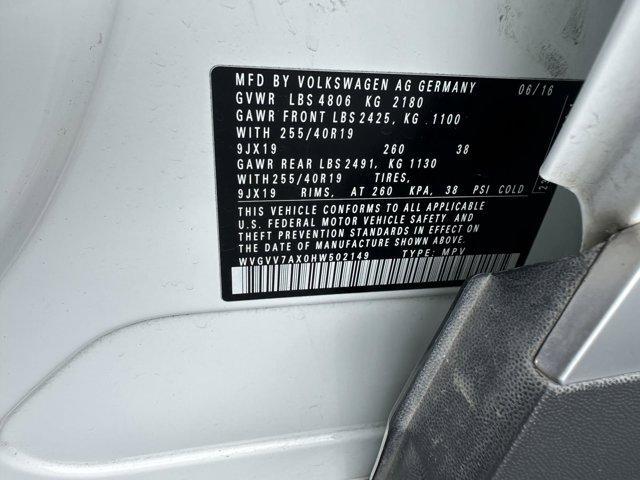 MFD BY VOLKSWAGEN AG GERMANY 06/16
GVWR LBS 4806 KG 2180
GAWR FRONT LBS 2425, KG 1100
WITH 255/40R19
9JX19 260 38
GAWR REAR LBS 2491, KG 1130
WITH 255/40R19 TIRES,
9JX19 RIMS, AT 260 KPA, 38 PSI COLD
THIS VEHICLE CONFORMS TO ALL APPLICABLE
U.S. FEDERAL MOTOR VEHICLE SAFETY AND
THEFT PREVENTION STANDARDS IN EFFECT ON
THE DATE OF MANUFACTURE SHOWN ABOVE.
WVGVV7AX0HW502149 TYPE: MPV